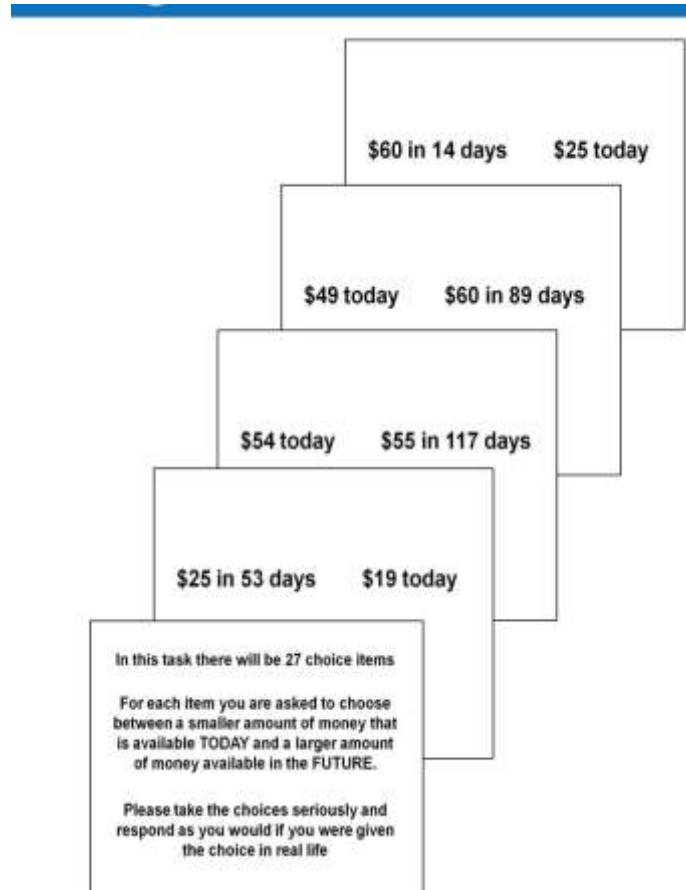 $60 in 14 days $25 today
$49 today $60 in 89 days
$54 today $55 in 117 days
$25 in 53 days $19 today
In this task there will be 27 choice items
For each item you are asked to choose
between a smaller amount of money that
is available TODAY and a larger amount
of money available in the FUTURE.
Please take the choices seriously and
respond as you would if you were given
the choice in real life